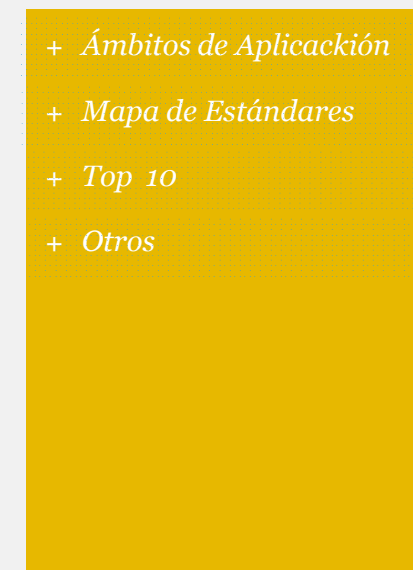 + Ámbitos de Aplicackión
+ Mapa de Estándares
+ Top 10
+ Otros